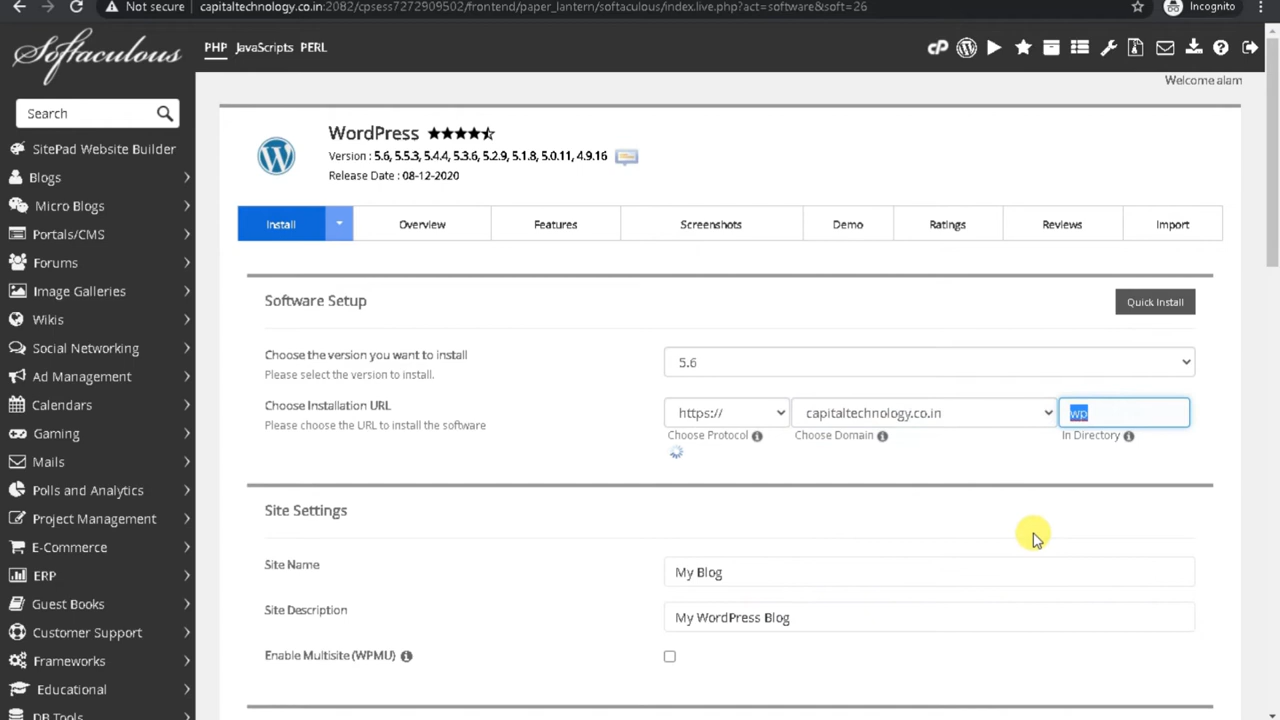 Not secure capitaltechnology.co.in:2082/cpsess7272909502/frontend/paper_lantern/softaculous/index.live.php?act=software&soft=26 Incognito
Softaculous PHP JavaScripts PERL
Welcome alam
Search
SitePad Website Builder
Blogs
Micro Blogs
Portals/CMS
Forums
Image Galleries
Wikis
Social Networking
Ad Management
Calendars
Gaming
Mails
Polls and Analytics
Project Management
E-Commerce
ERP
Guest Books
Customer Support
Frameworks
Educational
DB Tools
WordPress
Version : 5.6, 5.5.3, 5.4.4, 5.3.6, 5.2.9, 5.1.8, 5.0.11, 4.9.16
Release Date : 08-12-2020
Install Overview Features Screenshots Demo Ratings Reviews Import
Software Setup Quick Install
Choose the version you want to install 5.6
Please select the version to install.
Choose Installation URL https:// capitaltechnology.co.in wp
Please choose the URL to install the software Choose Protocol Choose Domain In Directory
Site Settings
Site Name My Blog
Site Description My WordPress Blog
Enable Multisite (WPMU)